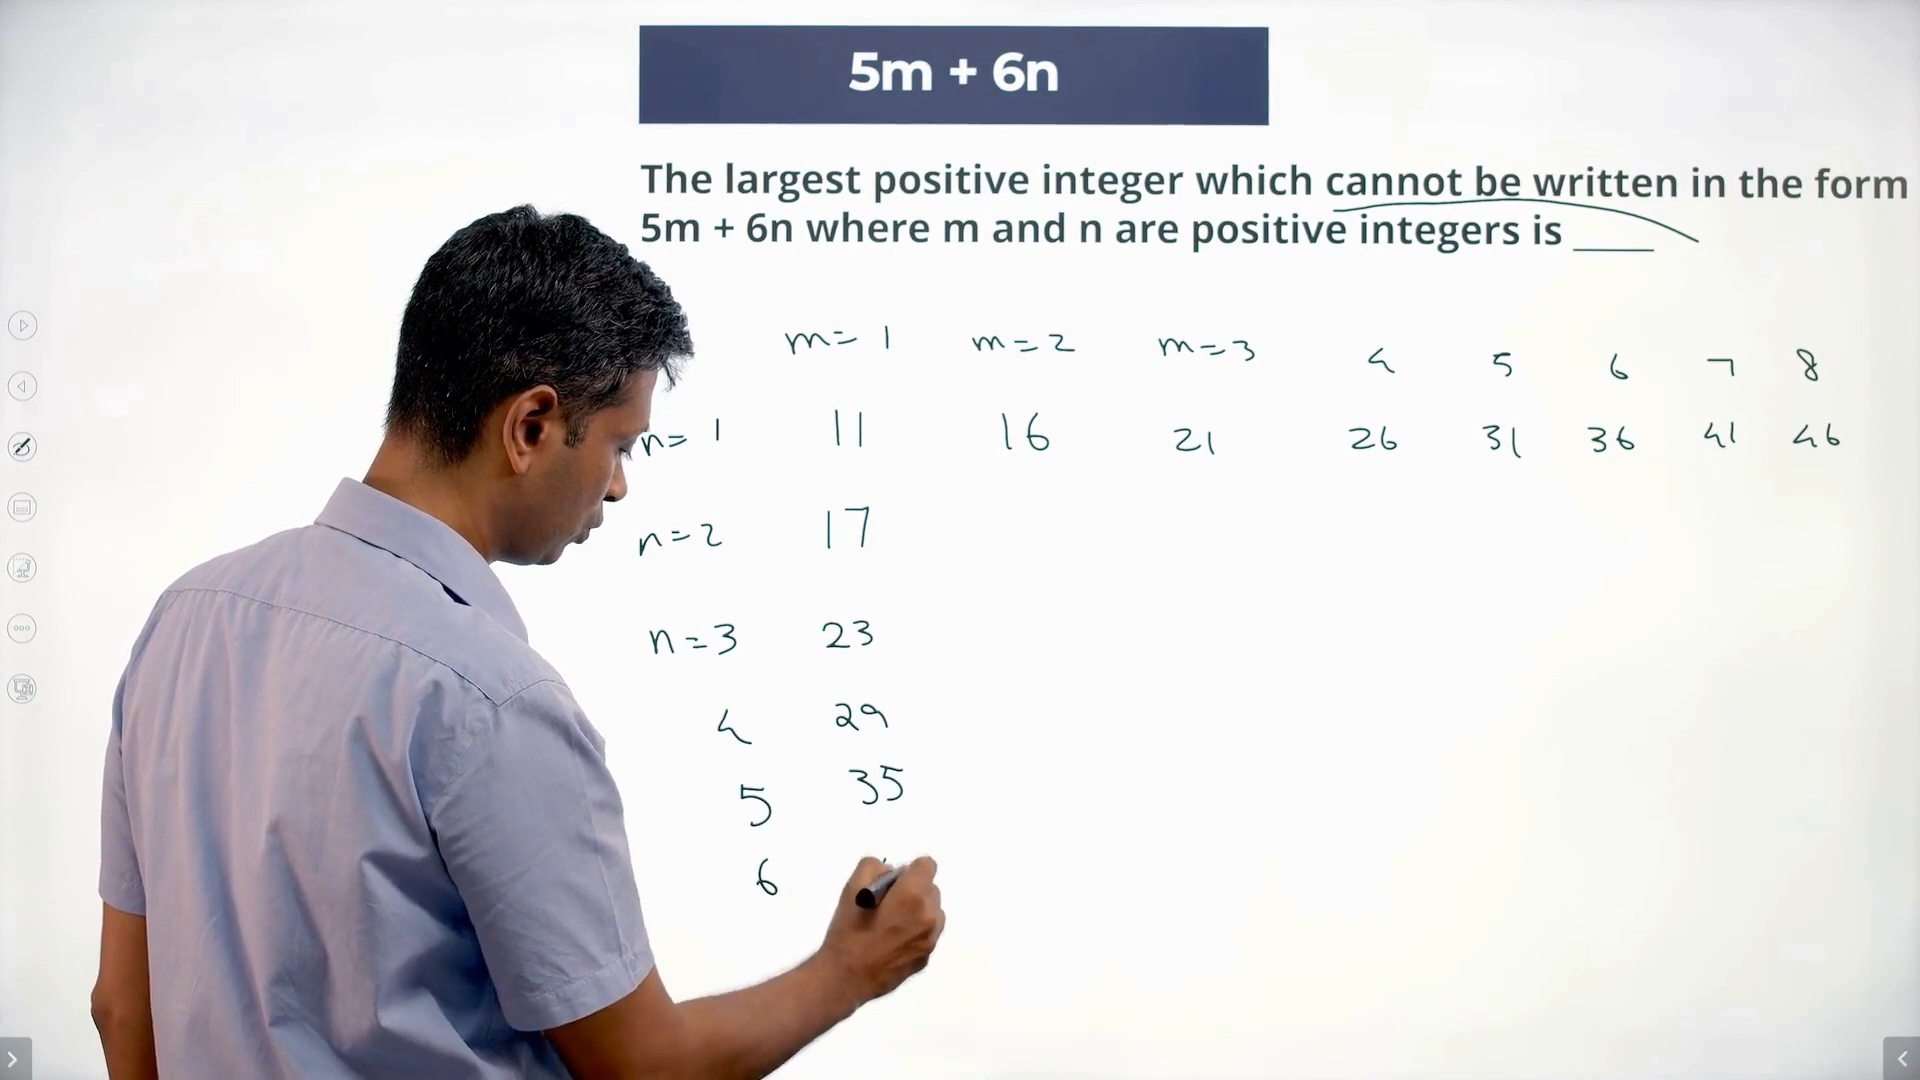 5m + 6n
The largest positive integer which cannot be written in the form
5m + 6n where m and n are positive integers is ____
m= 1 m=2 m=3 4 5 6 7 8
n= 1 11 16 21 26 31 36 41 46
n=2 17
n=3 23
4 29
5 35
6